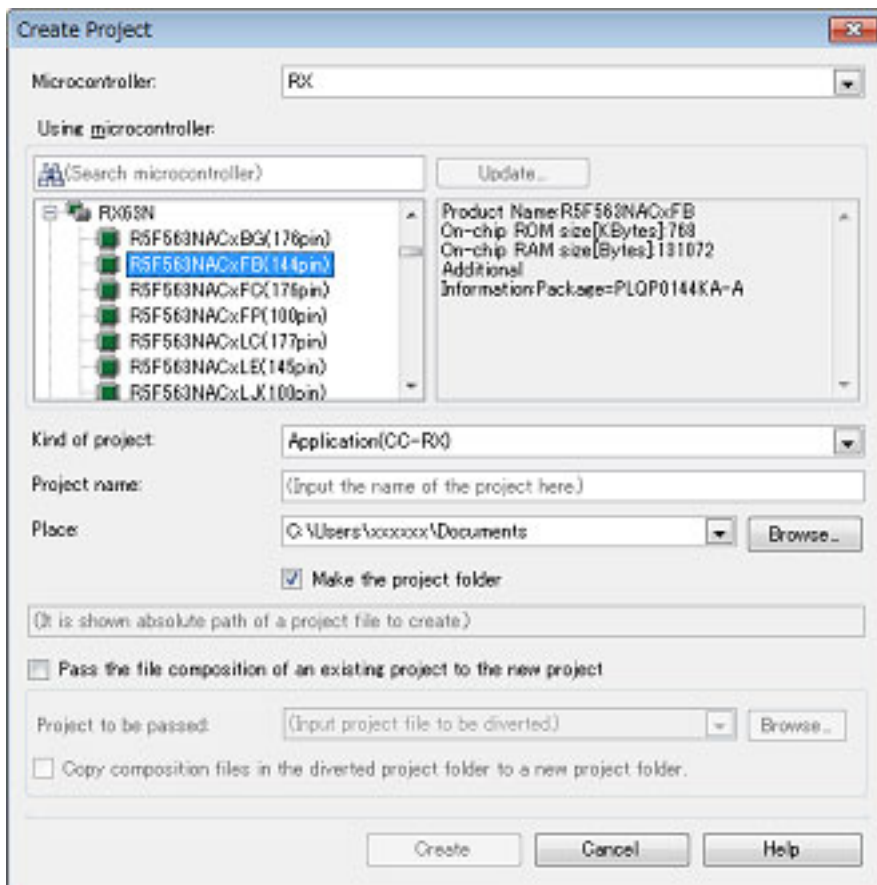 Create Project
Microcontroller: RX
Using microcontroller:
(Search microcontroller) Update...
RX63N
R5F563NACxBG(176pin)
R5F563NACxFB(144pin)
R5F563NACxFC(176pin)
R5F563NACxFP(100pin)
R5F563NACxLC(177pin)
R5F563NACxLE(145pin)
R5F563NACxLJ(100pin)
Product Name:R5F563NACxFB
On-chip ROM size[KBytes]:768
On-chip RAM size[Bytes]:131072
Additional
Information:Package=PLQP0144KA-A
Kind of project: Application(CC-RX)
Project name: (Input the name of the project here.)
Place: C:\Users\xxxxxx\Documents Browse...
Make the project folder
(It is shown absolute path of a project file to create.)
Pass the file composition of an existing project to the new project
Project to be passed: (Input project file to be diverted.) Browse...
Copy composition files in the diverted project folder to a new project folder.
Create Cancel Help